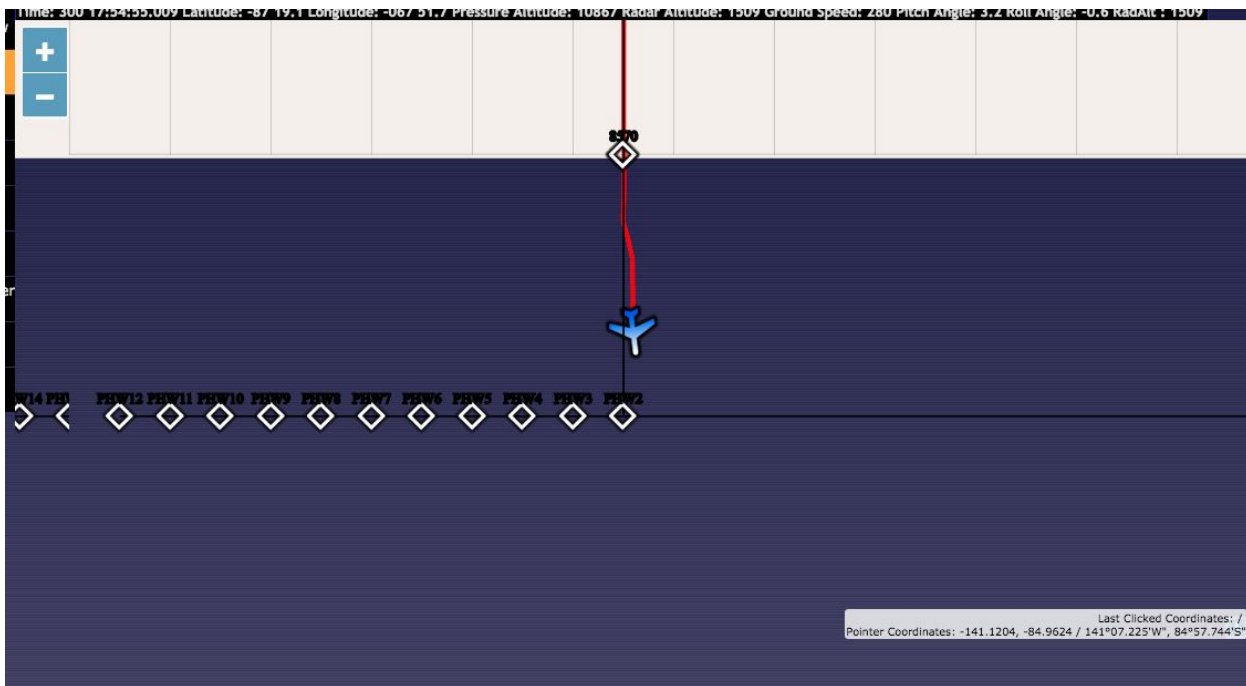 Time: 300 17:54:55.009 Latitude: -87 19.1 Longitude: -067 51.7 Pressure Altitude: 10867 Radar Altitude: 1509 Ground Speed: 280 Pitch Angle: 3.2 Roll Angle: -0.6 RadAlt : 1509
+
−
8570
er
W14 PHW12 PHW11 PHW10 PHW9 PHW8 PHW7 PHW6 PHW5 PHW4 PHW3 PHW2
Last Clicked Coordinates: /
Pointer Coordinates: -141.1204, -84.9624 / 141°07.225'W", 84°57.744'S"